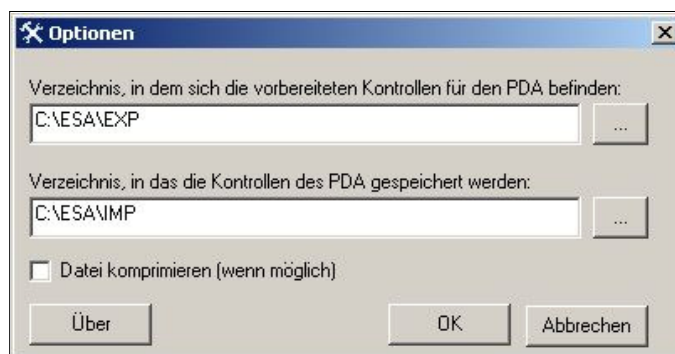 Optionen
Verzeichnis, in dem sich die vorbereiteten Kontrollen für den PDA befinden:
C:\ESA\EXP
...
Verzeichnis, in das die Kontrollen des PDA gespeichert werden:
C:\ESA\IMP
...
Datei komprimieren (wenn möglich)
Über OK Abbrechen